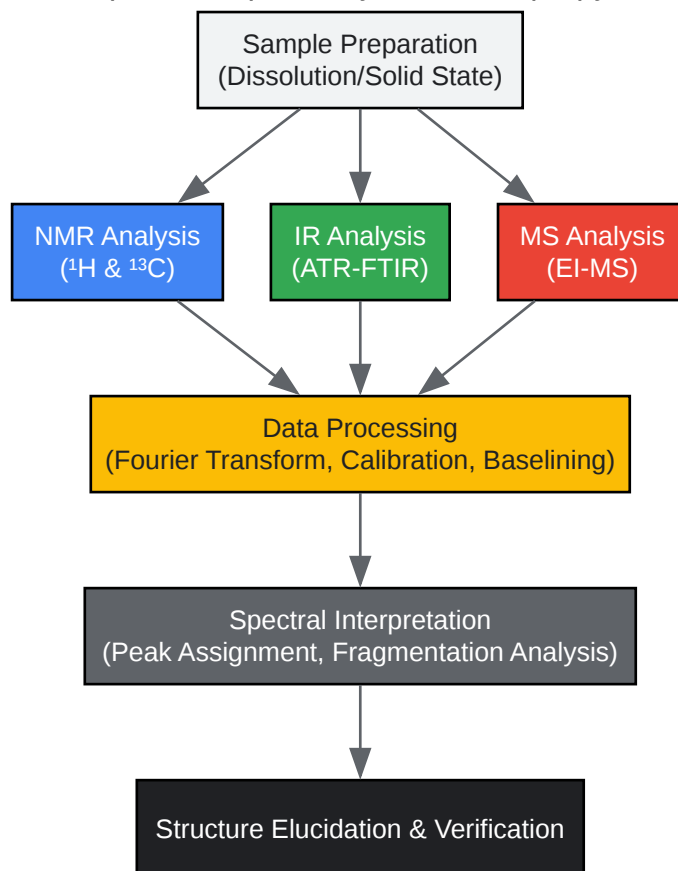 Sample Preparation
(Dissolution/Solid State)
NMR Analysis
(¹H & ¹³C)
IR Analysis
(ATR-FTIR)
MS Analysis
(EI-MS)
Data Processing
(Fourier Transform, Calibration, Baselining)
Spectral Interpretation
(Peak Assignment, Fragmentation Analysis)
Structure Elucidation & Verification